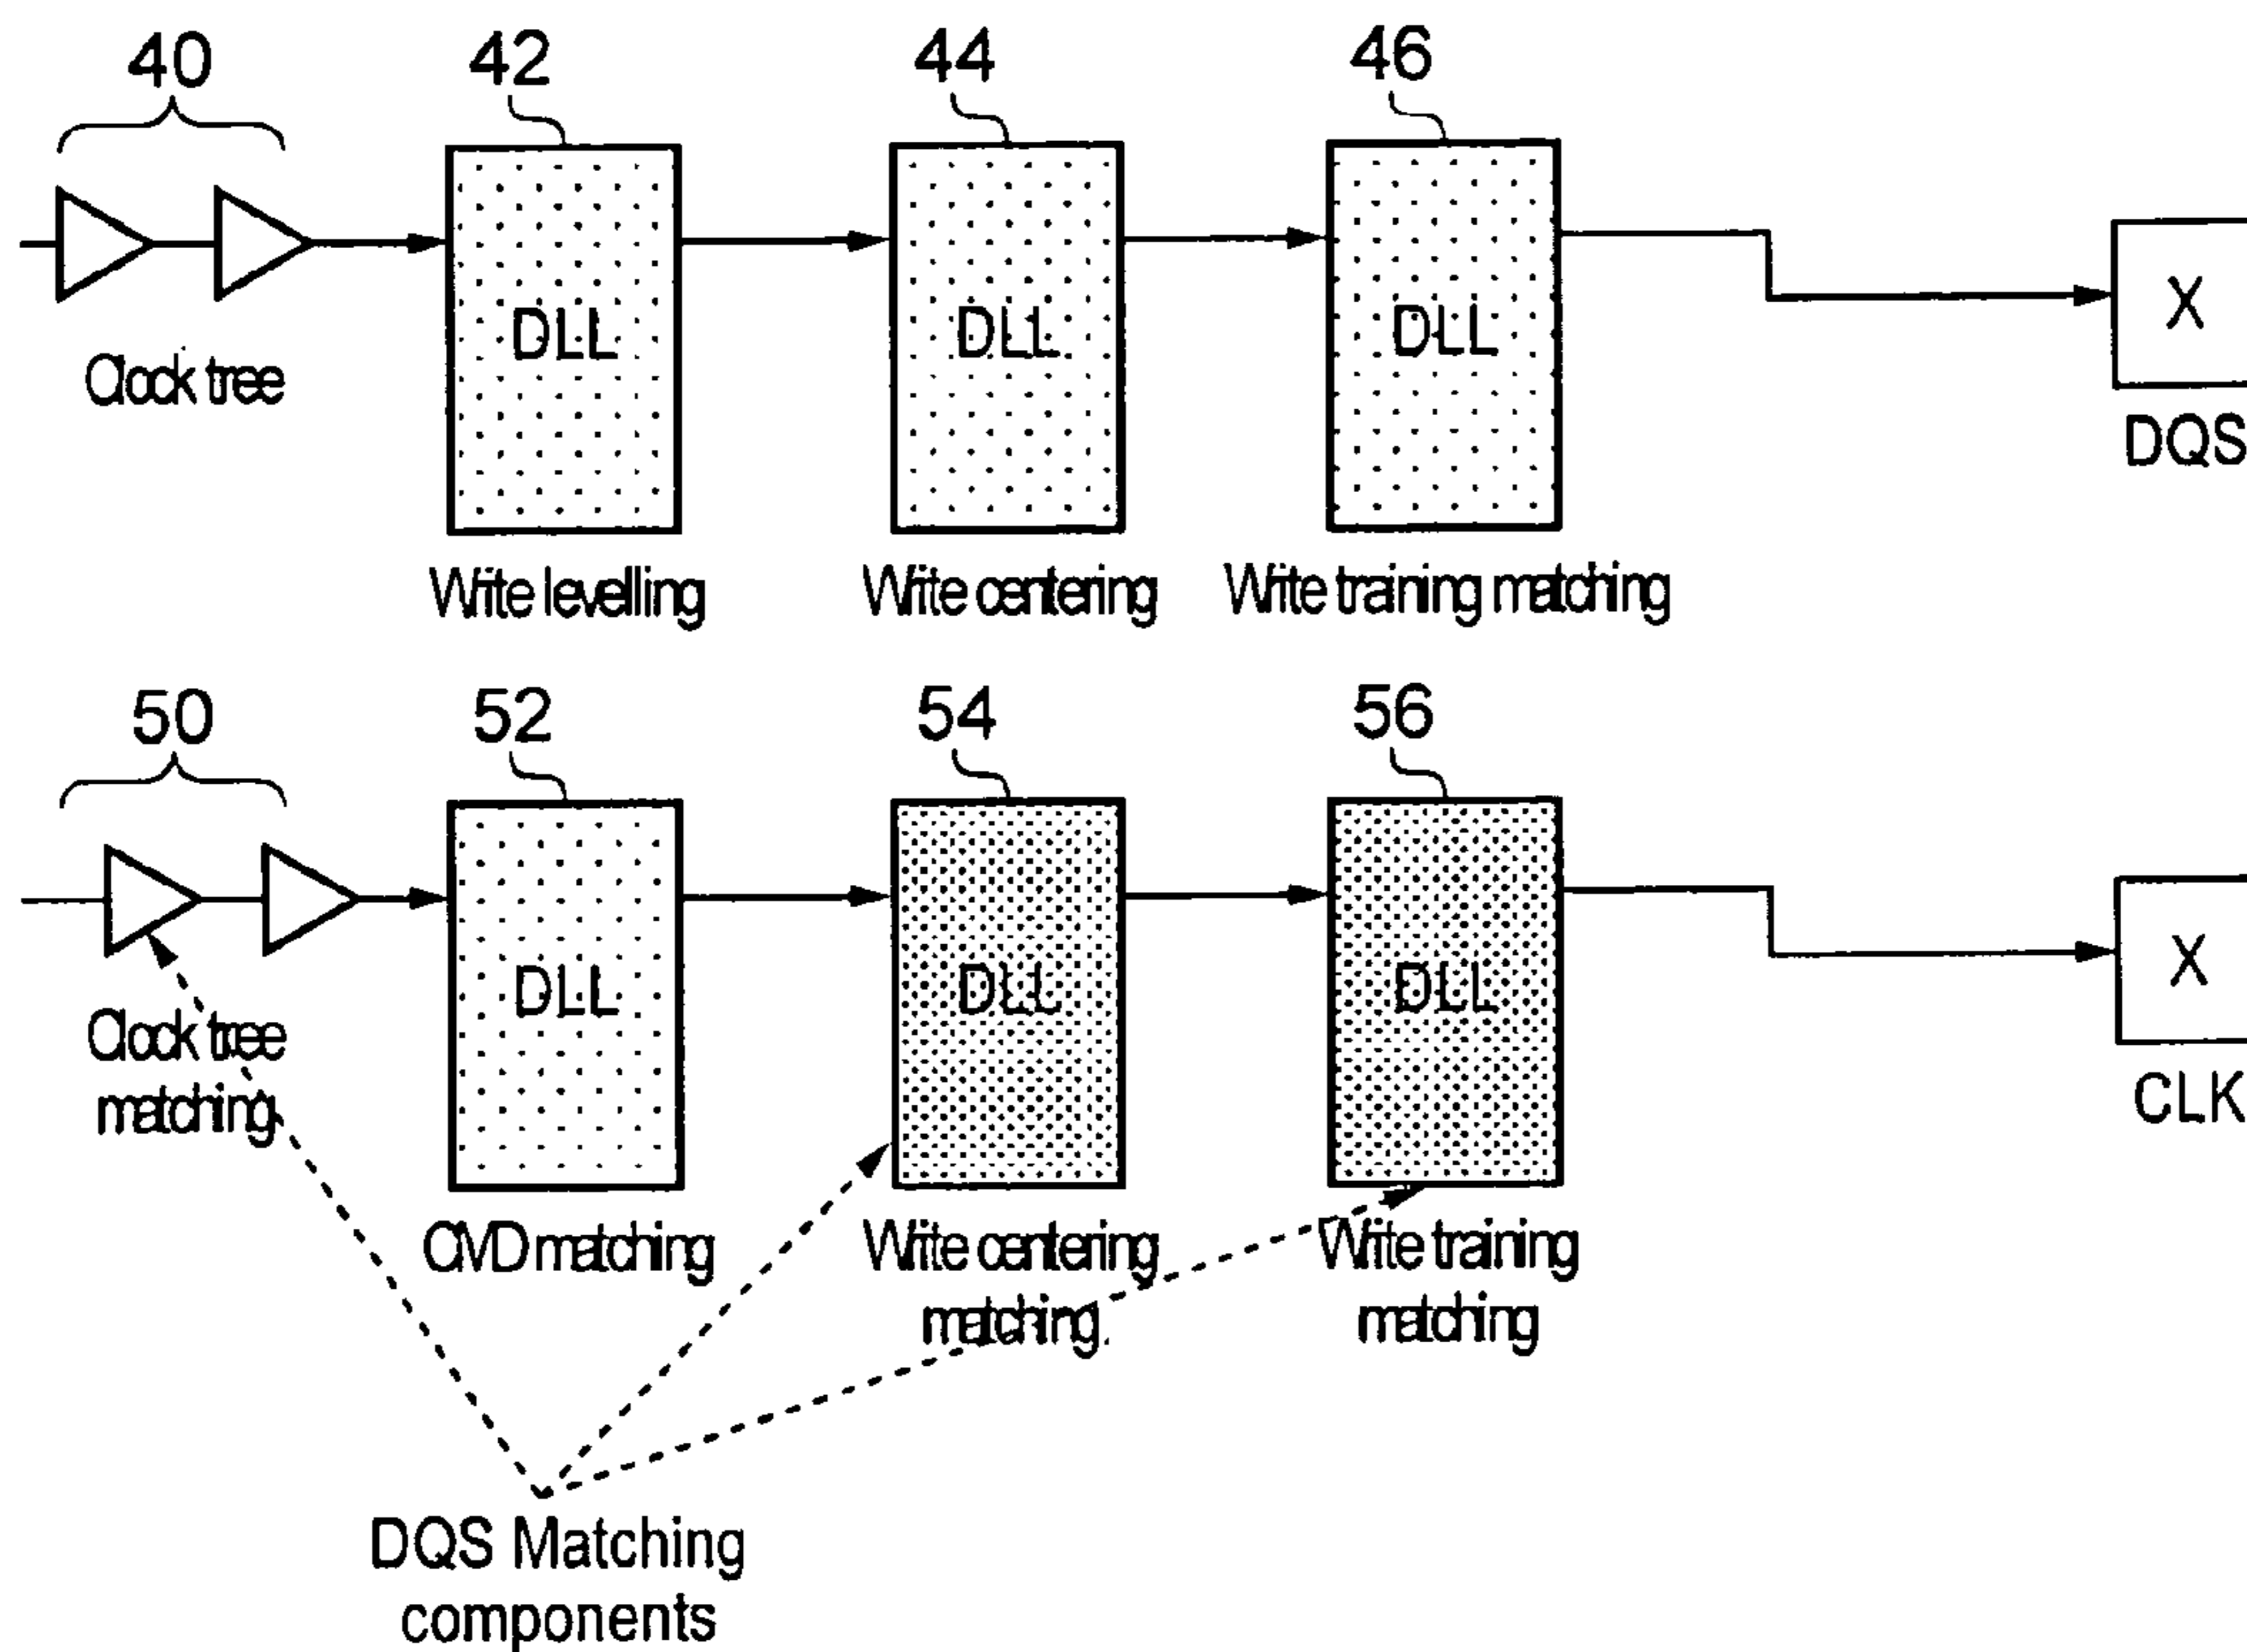 40
42
44
46
DLL
DLL
DLL
X
Clock tree
DQS
Write levelling
Write centering
Write training matching
50
52
54
56
DLL
DLL
DLL
X
Clock tree
matching
CLK
CMD matching
Write centering
matching
Write training
matching
DQS Matching
components